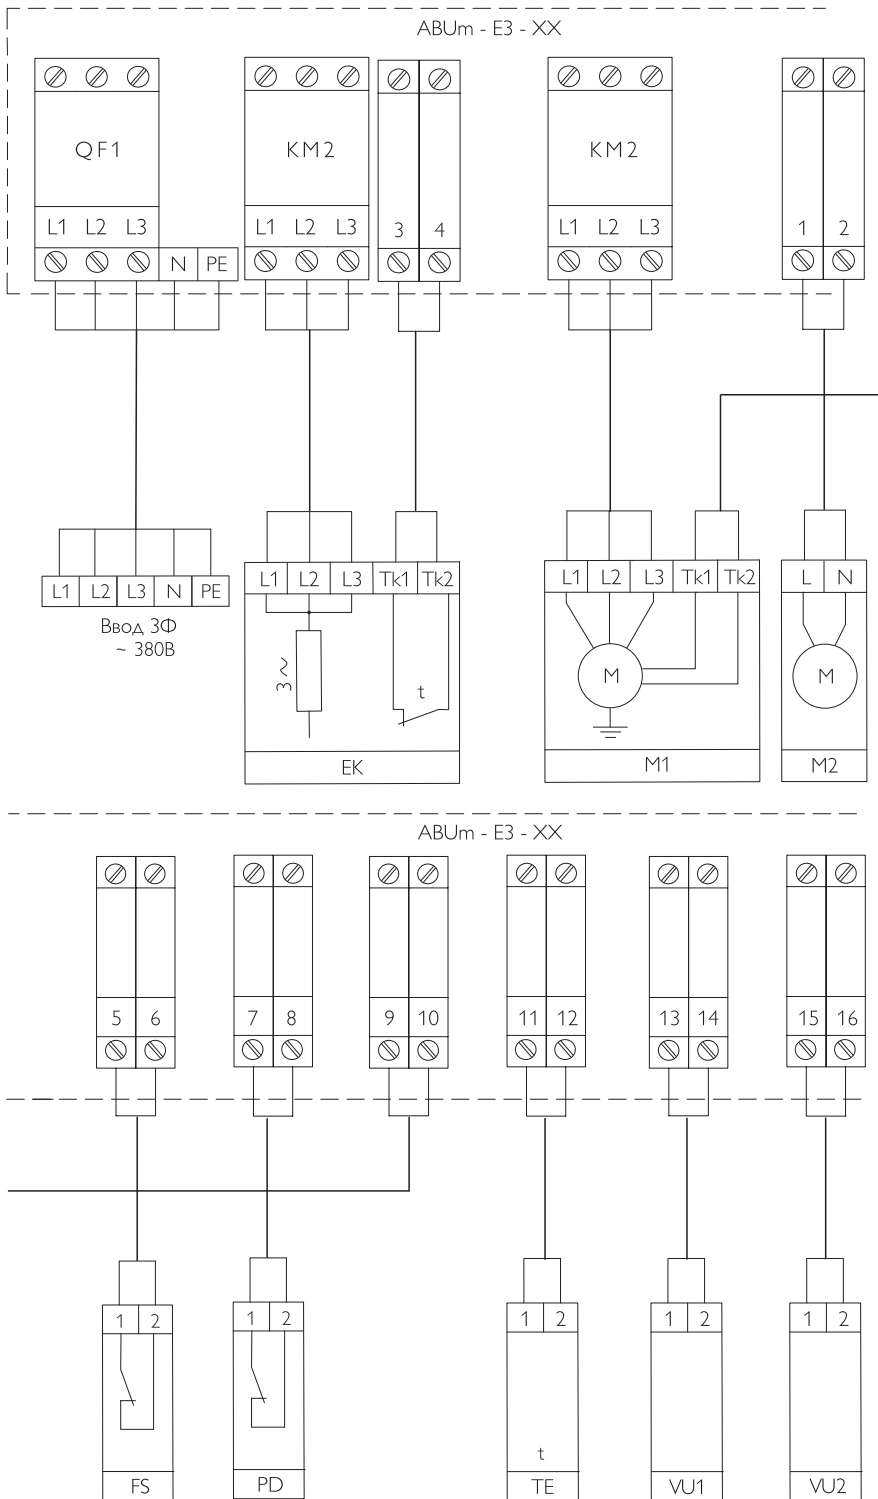 ABUm - E3 - XX
QF1
KM2
KM2
L1 L2 L3
L1 L2 L3
3 4
L1 L2 L3
1 2
N PE
L1 L2 L3 Tk1 Tk2
L1 L2 L3 Tk1 Tk2
L N
L1 L2 L3 N PE
Ввод 3Ф
~ 380В
3 ~
t
M
M
EK
M1
M2
ABUm - E3 - XX
5 6
7 8
9 10
11 12
13 14
15 16
1 2
1 2
1 2
1 2
1 2
t
FS
PD
TE
VU1
VU2